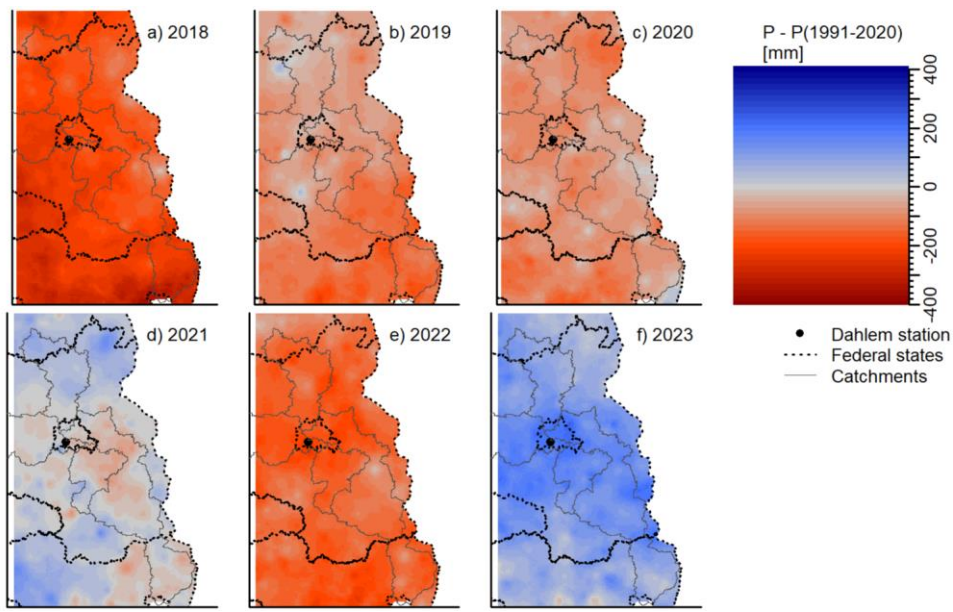 a) 2018
b) 2019
c) 2020
P - P(1991-2020)
[mm]
400
200
0
-200
-400
d) 2021
e) 2022
f) 2023
Dahlem station
Federal states
Catchments